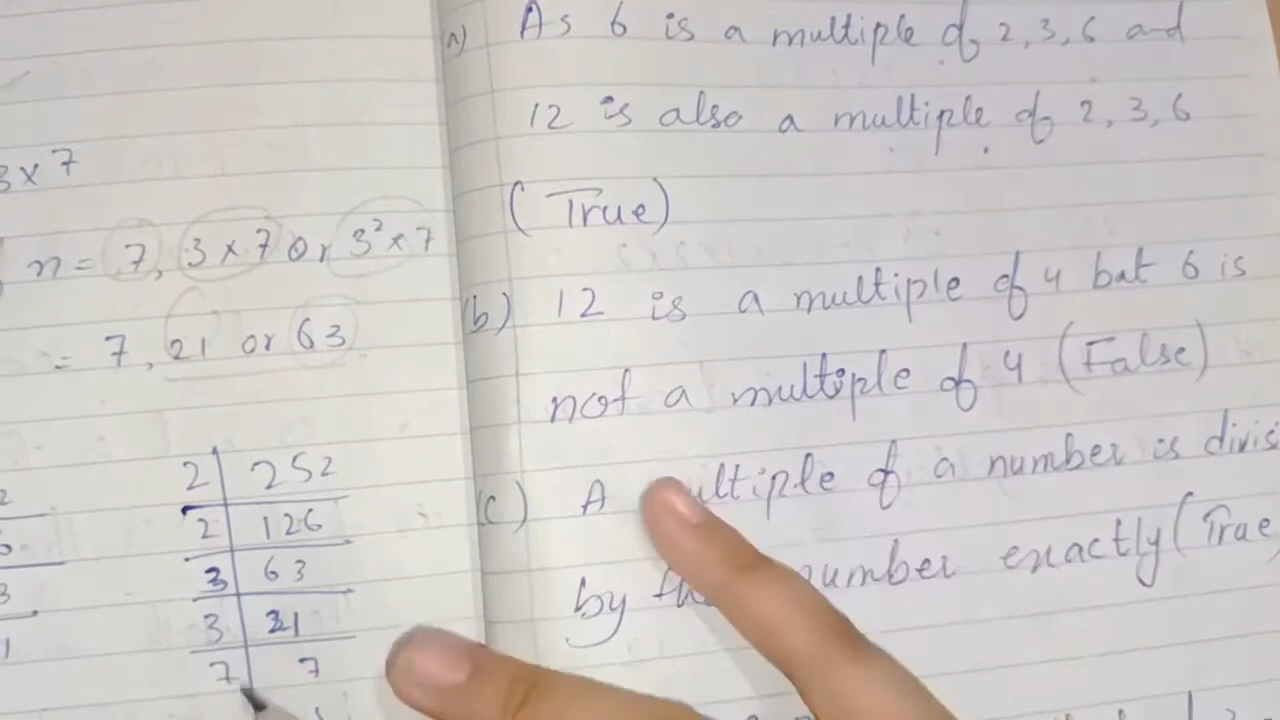 3 x 7
n = 7, 3 x 7 or 3² x 7
= 7, 21 or 63
2 | 252
2 | 126
3 | 63
3 | 21
7 | 7
a) As 6 is a multiple of 2, 3, 6 and
12 is also a multiple of 2, 3, 6
(True)
(b) 12 is a multiple of 4 bat 6 is
not a multiple of 4 (False)
(c) A multiple of a number is divis
by number exactly (True